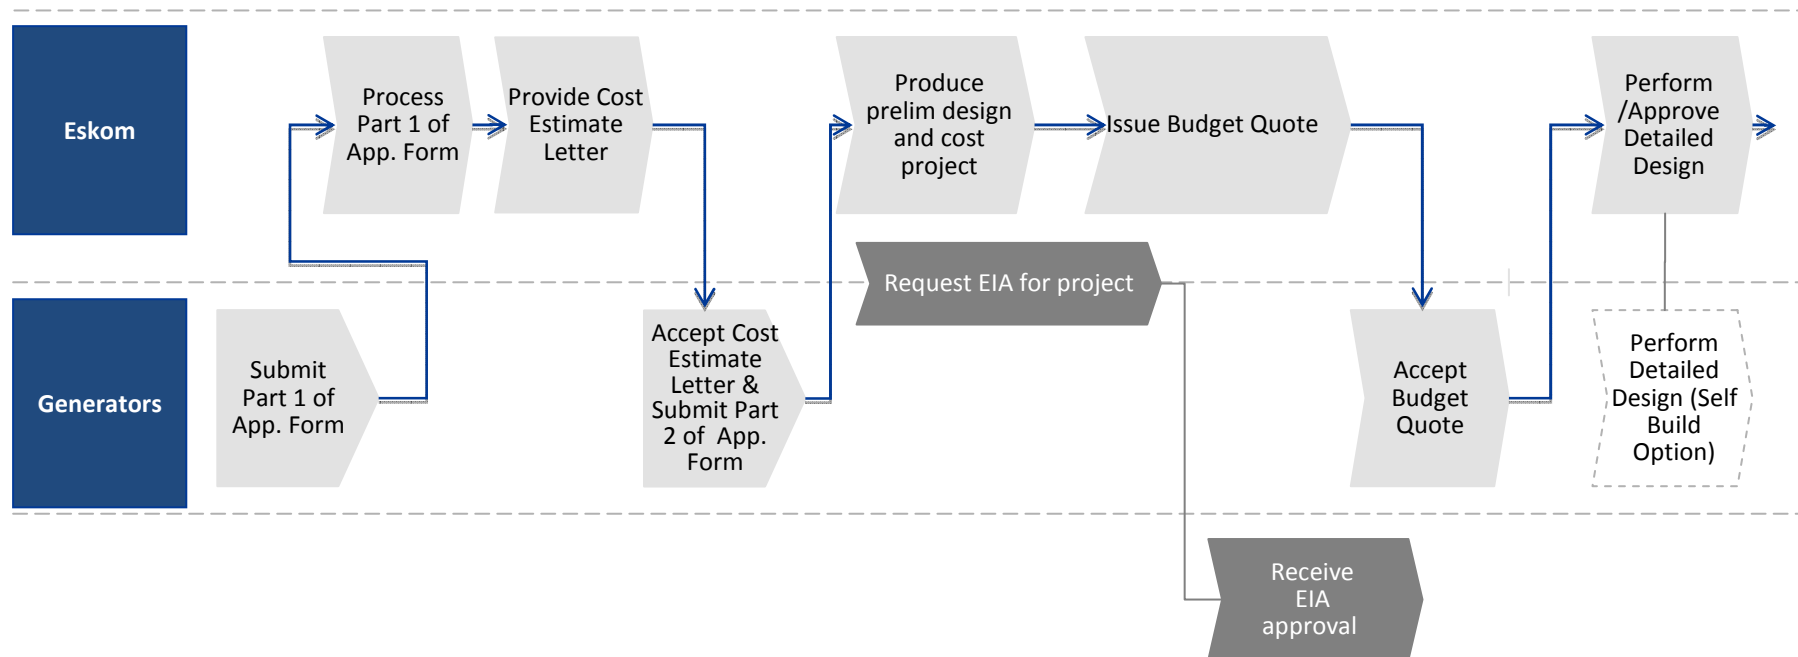 Eskom
Process
Part 1 of
App. Form
Provide Cost
Estimate
Letter
Produce
prelim design
and cost
project
Issue Budget Quote
Perform
/Approve
Detailed
Design
Request EIA for project
Generators
Submit
Part 1 of
App. Form
Accept Cost
Estimate
Letter &
Submit Part
2 of App.
Form
Accept
Budget
Quote
Perform
Detailed
Design (Self
Build
Option)
Receive
EIA
approval